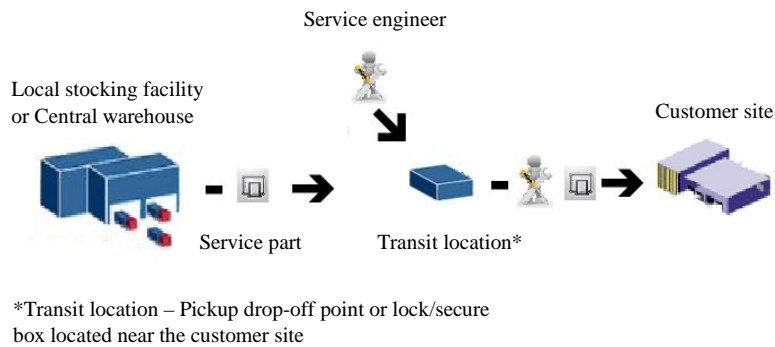 Service engineer
Local stocking facility
or Central warehouse
Customer site
Service part
Transit location*
*Transit location – Pickup drop-off point or lock/secure
box located near the customer site